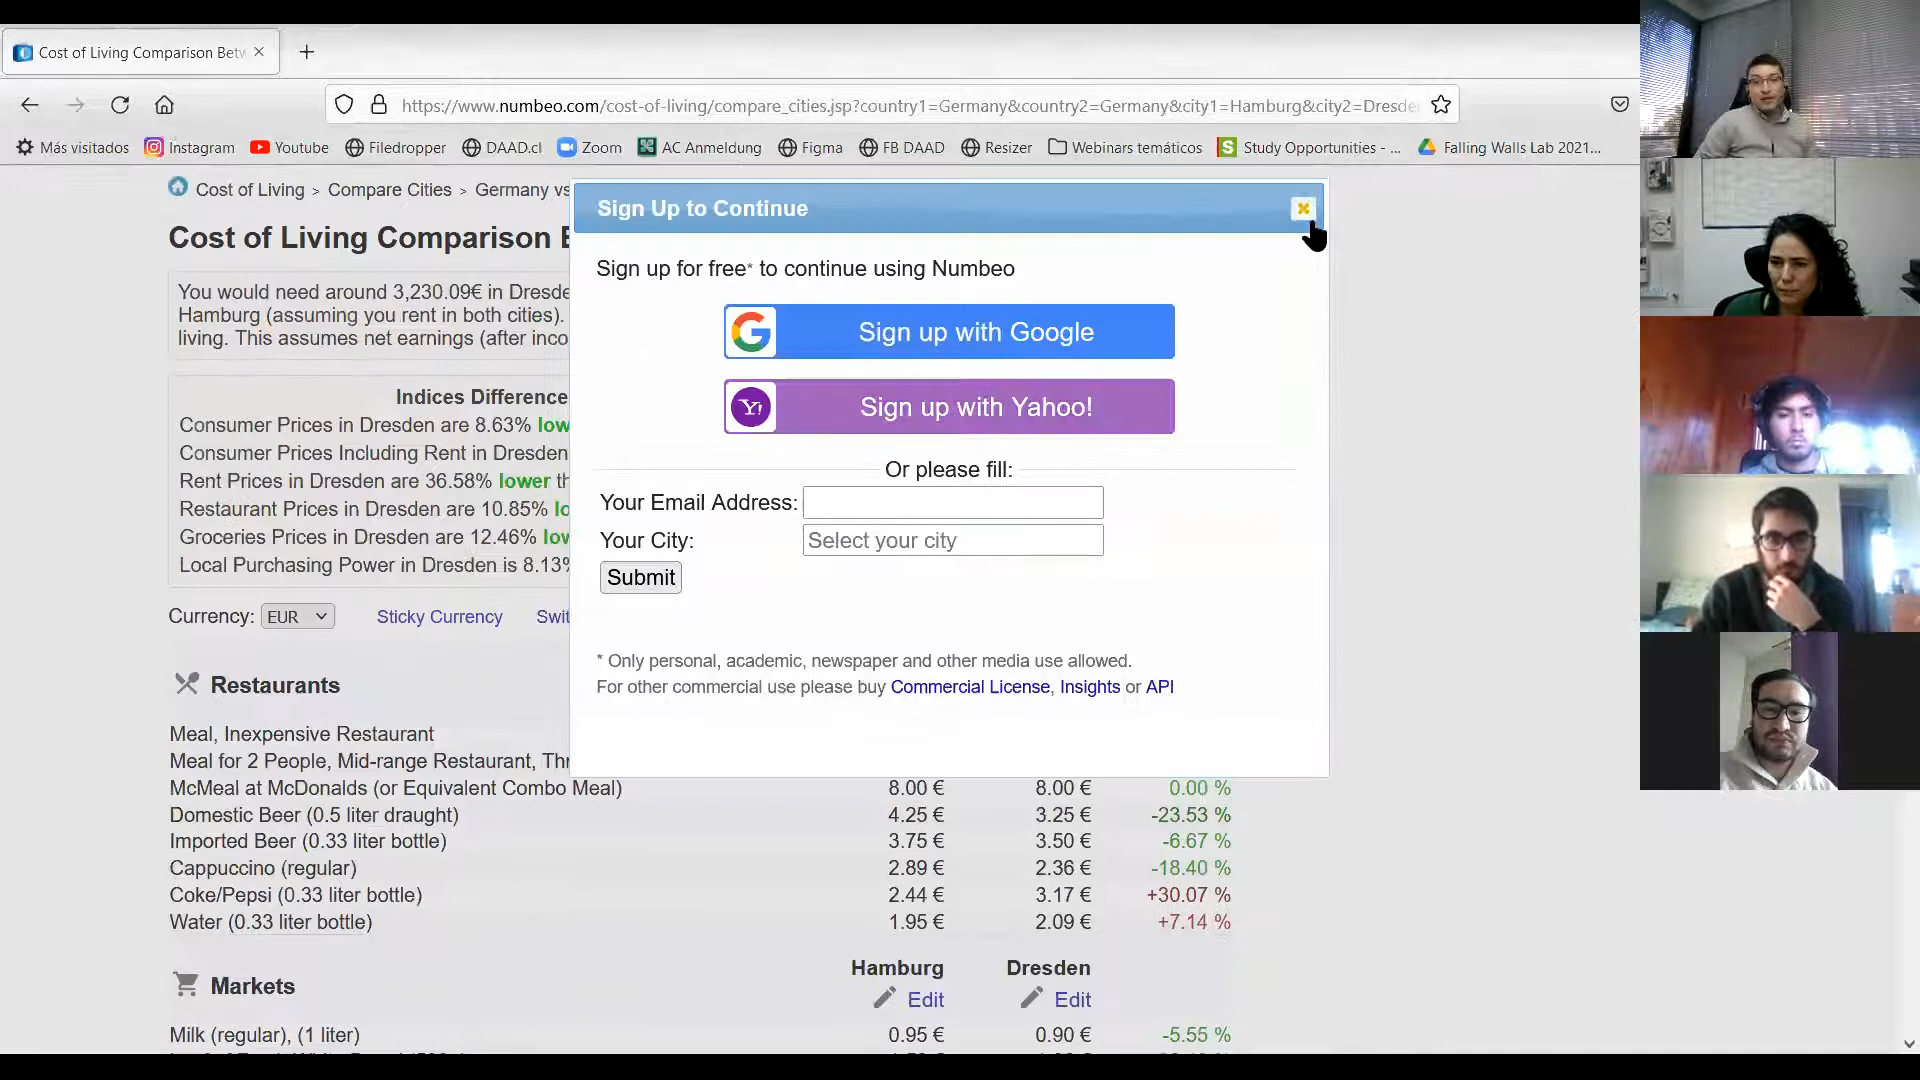 Cost of Living Comparison Betw
https://www.numbeo.com/cost-of-living/compare_cities.jsp?country1=Germany&country2=Germany&city1=Hamburg&city2=Dresde
Más visitados Instagram Youtube Filedropper DAAD.cl Zoom AC Anmeldung Figma FB DAAD Resizer Webinars temáticos Study Opportunities - ... Falling Walls Lab 2021...
Cost of Living > Compare Cities > Germany vs
Cost of Living Comparison
You would need around 3,230.09€ in Dresde
Hamburg (assuming you rent in both cities).
living. This assumes net earnings (after inco
Indices Difference
Consumer Prices in Dresden are 8.63% low
Consumer Prices Including Rent in Dresden
Rent Prices in Dresden are 36.58% lower th
Restaurant Prices in Dresden are 10.85% lo
Groceries Prices in Dresden are 12.46% low
Local Purchasing Power in Dresden is 8.13%
Currency: EUR Sticky Currency Swit
Sign Up to Continue
Sign up for free* to continue using Numbeo
Sign up with Google
Sign up with Yahoo!
Or please fill:
Your Email Address:
Your City: Select your city
Submit
* Only personal, academic, newspaper and other media use allowed.
For other commercial use please buy Commercial License, Insights or API
Restaurants
Meal, Inexpensive Restaurant
Meal for 2 People, Mid-range Restaurant, Thr
McMeal at McDonalds (or Equivalent Combo Meal) 8.00 € 8.00 € 0.00 %
Domestic Beer (0.5 liter draught) 4.25 € 3.25 € -23.53 %
Imported Beer (0.33 liter bottle) 3.75 € 3.50 € -6.67 %
Cappuccino (regular) 2.89 € 2.36 € -18.40 %
Coke/Pepsi (0.33 liter bottle) 2.44 € 3.17 € +30.07 %
Water (0.33 liter bottle) 1.95 € 2.09 € +7.14 %
Markets
Hamburg Dresden
Edit Edit
Milk (regular), (1 liter) 0.95 € 0.90 € -5.55 %